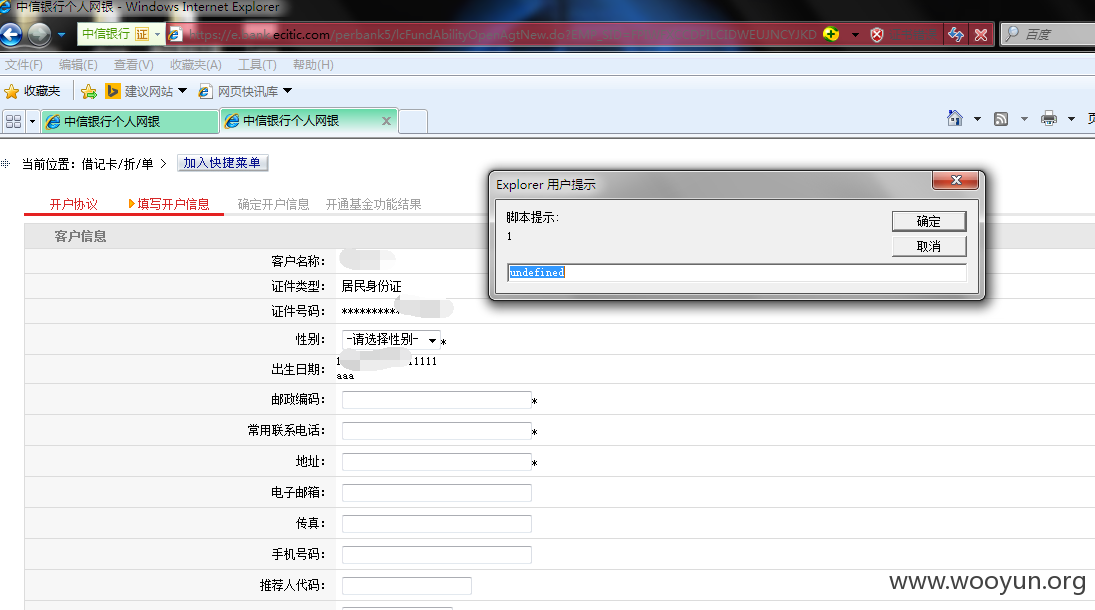 中信银行个人网银 - Windows Internet Explorer
中信银行 证 ecitic.com/perbank5/
百度
文件(F) 编辑(E) 查看(V) 收藏夹(A) 工具(T) 帮助(H)
收藏夹 建议网站 网页快讯库
中信银行个人网银 中信银行个人网银
当前位置：借记卡/折/单 > 加入快捷菜单
开户协议 填写开户信息 确定开户信息 开通基金功能结果
Explorer 用户提示
脚本提示:
1
确定
取消
undefined
客户信息
客户名称：
证件类型： 居民身份证
证件号码： **********
性别： -请选择性别- *
出生日期： 1 1111
aaa
邮政编码： *
常用联系电话： *
地址： *
电子邮箱：
传真：
手机号码：
推荐人代码：
www.wooyun.org